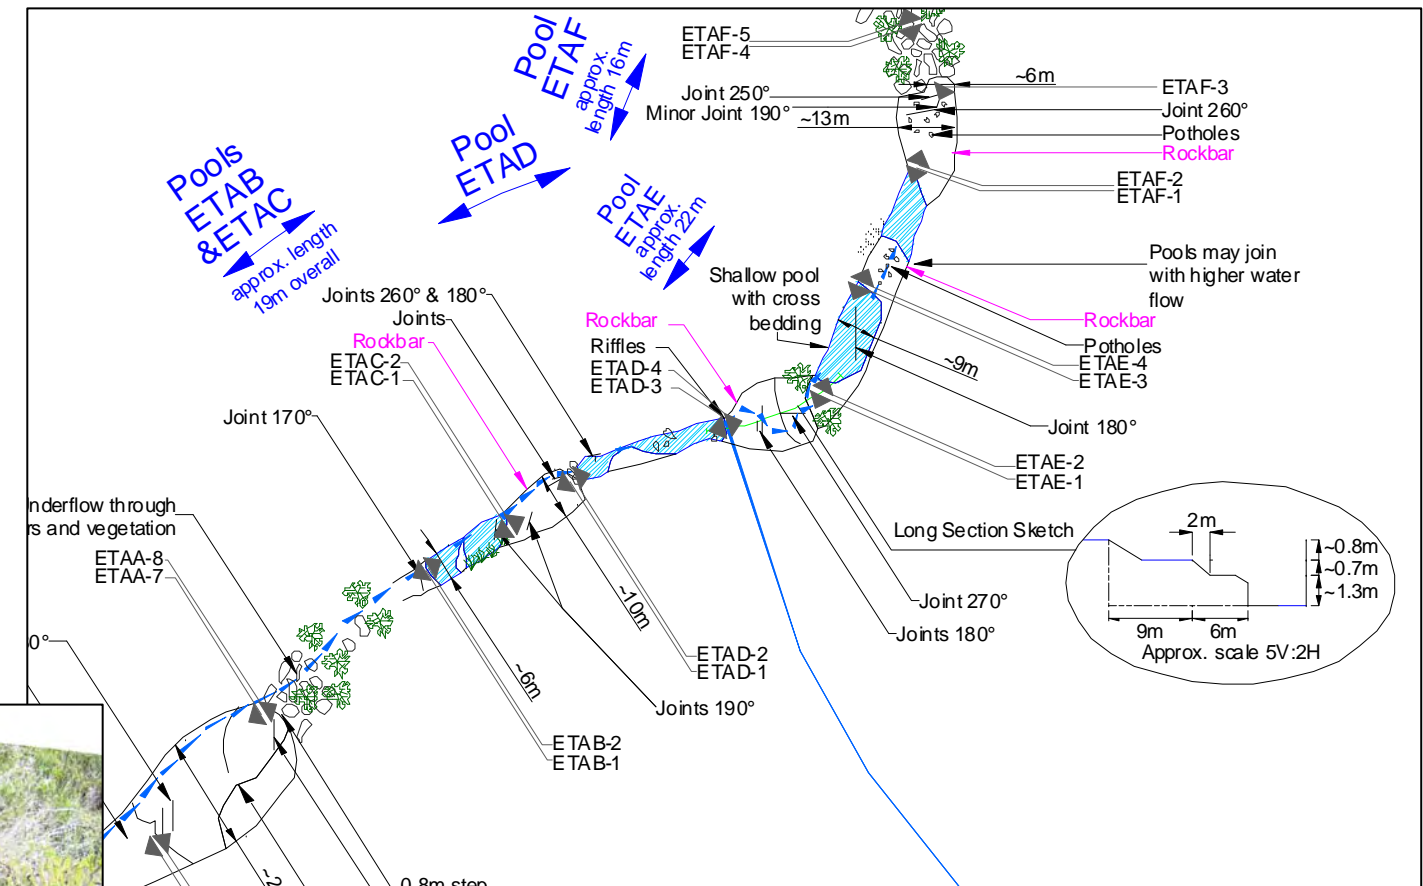 Pool
ETAF
approx.
length 16m
Pool
ETAD
Pools
ETAB
&ETAC
approx. length
19m overall
Pool
ETAE
approx.
length 22m
ETAF-5
ETAF-4
~6m
Joint 250°
Minor Joint 190°
~13m
ETAF-3
Joint 260°
Potholes
Rockbar
ETAF-2
ETAF-1
Pools may join
with higher water
flow
Shallow pool
with cross
bedding
Rockbar
Potholes
ETAE-4
ETAE-3
~9m
Joint 180°
ETAE-2
ETAE-1
Joints 260° & 180°
Joints
Rockbar
ETAC-2
ETAC-1
Rockbar
Riffles
ETAD-4
ETAD-3
Joint 170°
nderflow through
rs and vegetation
ETAA-8
ETAA-7
0°
Long Section Sketch
2m
~0.8m
~0.7m
~1.3m
9m
6m
Approx. scale 5V:2H
Joint 270°
Joints 180°
~10m
~6m
ETAD-2
ETAD-1
Joints 190°
ETAB-2
ETAB-1
~2
0.8m step